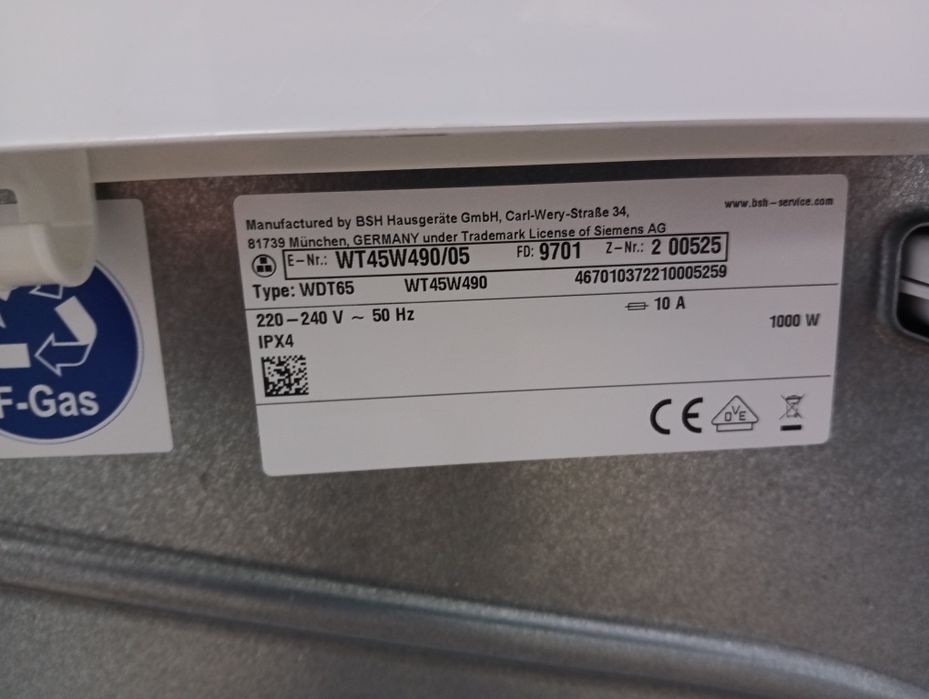 www.bsh-service.com
Manufactured by BSH Hausgeräte GmbH, Carl-Wery-Straße 34,
81739 München, GERMANY under Trademark License of Siemens AG
E-Nr.: WT45W490/05 FD: 9701 Z-Nr.: 2 00525
Type: WDT65 WT45W490 467010372210005259
220-240 V ~ 50 Hz 10 A
1000 W
IPX4
CE OVE
F-Gas